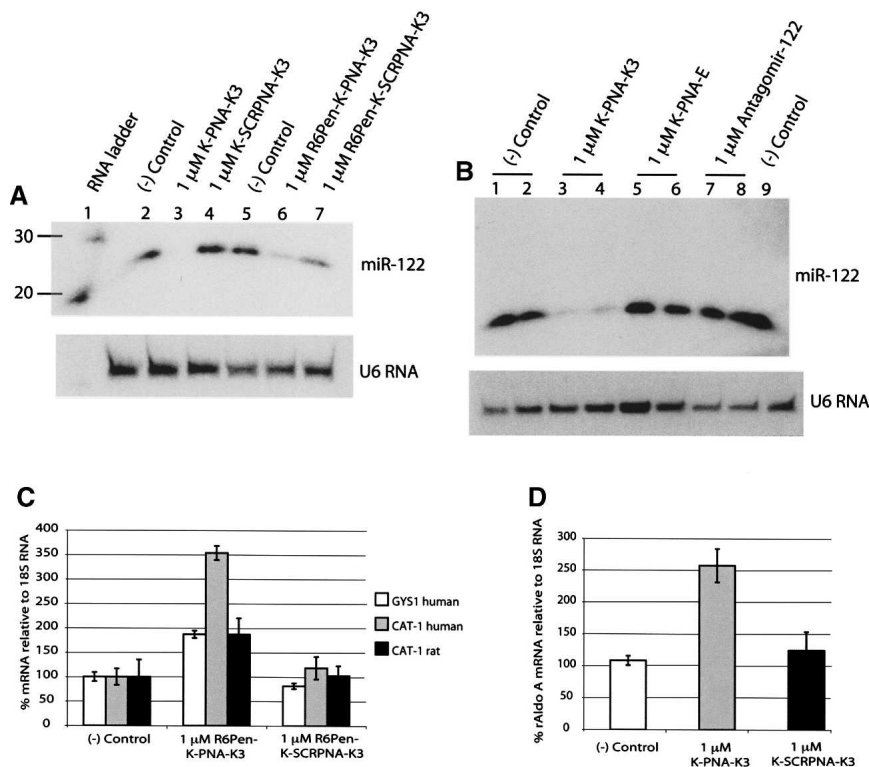 A
RNA ladder
(-) Control
1 µM K-PNA-K3
1 µM K-SCRPNA-K3
(-) Control
1 µM R6Pen-K-PNA-K3
1 µM R6Pen-K-SCRPNA-K3
1 2 3 4 5 6 7
30
20
miR-122
U6 RNA
B
(-) Control
1 µM K-PNA-K3
1 µM K-PNA-E
1 µM Antagomir-122
(-) Control
1 2 3 4 5 6 7 8 9
miR-122
U6 RNA
C
% mRNA relative to 18S RNA
400
350
300
250
200
150
100
50
0
(-) Control
1 µM R6Pen-
K-PNA-K3
1 µM R6Pen-
K-SCRPNA-K3
GYS1 human
CAT-1 human
CAT-1 rat
D
% rAldo A mRNA relative to 18S RNA
300
250
200
150
100
50
0
(-) Control
1 µM
K-PNA-K3
1 µM
K-SCRPNA-K3